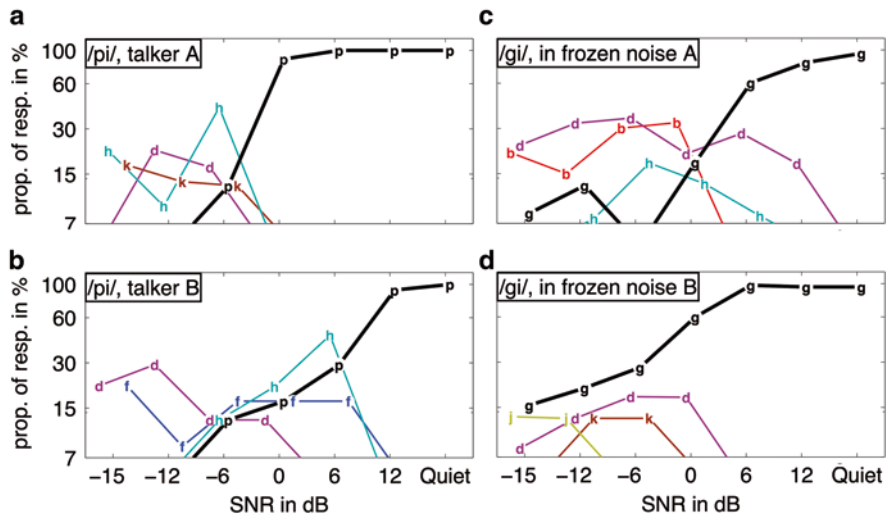 a
/pi/, talker A
prop. of resp. in %
100
60
30
15
7
h h h
d d
k k k
p p p p p p
b
/pi/, talker B
prop. of resp. in %
100
60
30
15
7
d d d d
f f f f f
h h h
p p p p p p
−15 −12 −6 0 6 12 Quiet
SNR in dB
c
/gi/, in frozen noise A
b b b b
d d d d d d
h h h h
g g g g g g
d
/gi/, in frozen noise B
j j
d d d d
k k
g g g g g g g
−15 −12 −6 0 6 12 Quiet
SNR in dB